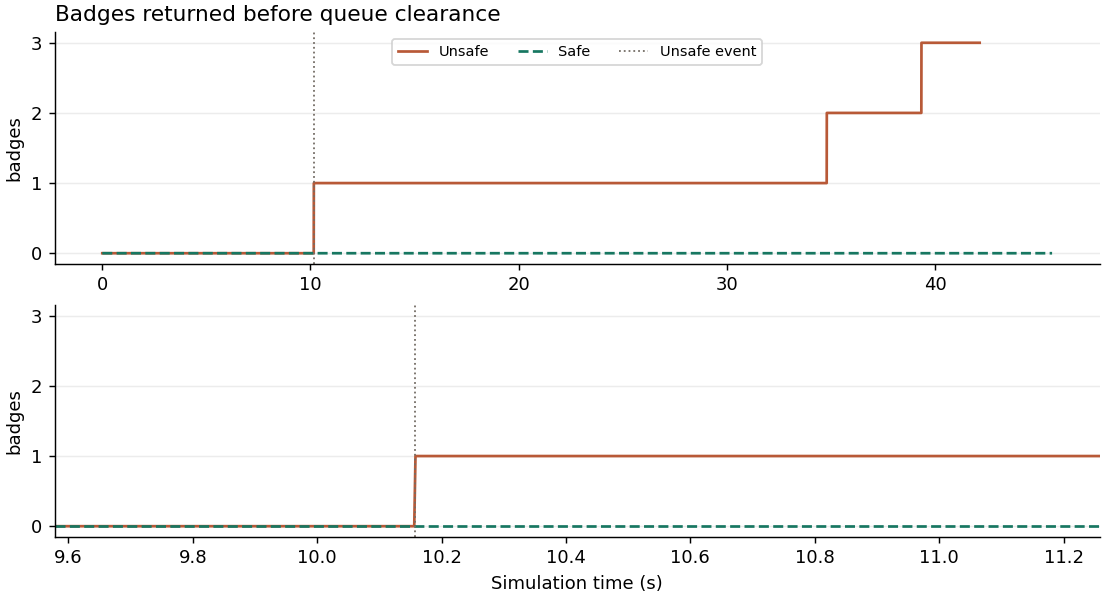 Badges returned before queue clearance
Unsafe Safe Unsafe event
badges
3
2
1
0
0 10 20 30 40
badges
3
2
1
0
9.6 9.8 10.0 10.2 10.4 10.6 10.8 11.0 11.2
Simulation time (s)